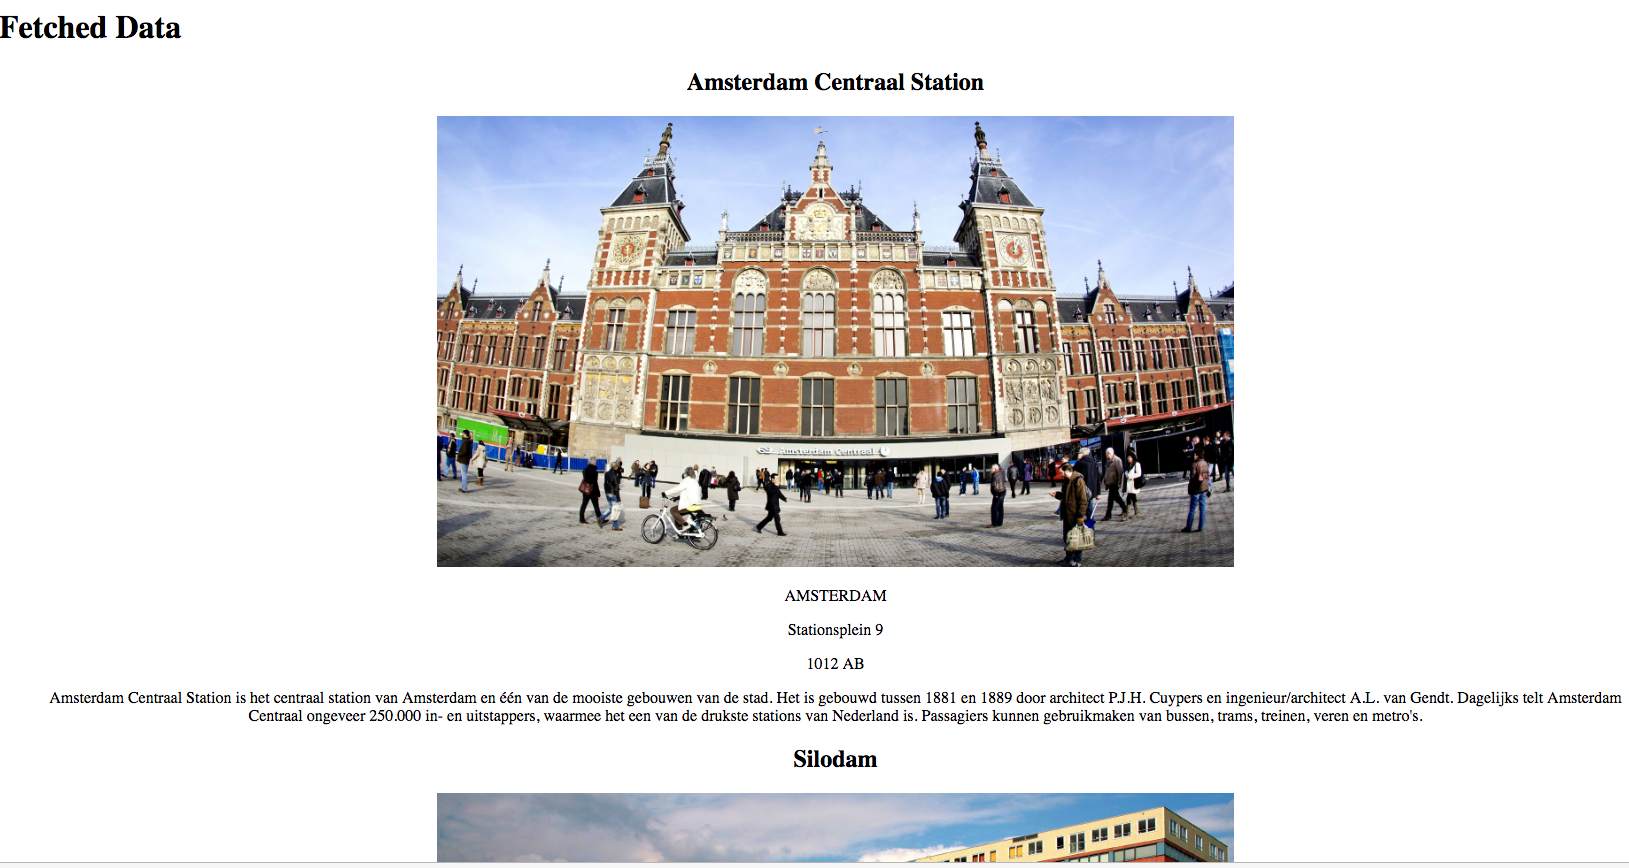 Fetched Data
Amsterdam Centraal Station
Amsterdam Centraal
AMSTERDAM
Stationsplein 9
1012 AB
Amsterdam Centraal Station is het centraal station van Amsterdam en één van de mooiste gebouwen van de stad. Het is gebouwd tussen 1881 en 1889 door architect P.J.H. Cuypers en ingenieur/architect A.L. van Gendt. Dagelijks telt Amsterdam
Centraal ongeveer 250.000 in- en uitstappers, waarmee het een van de drukste stations van Nederland is. Passagiers kunnen gebruikmaken van bussen, trams, treinen, veren en metro's.
Silodam